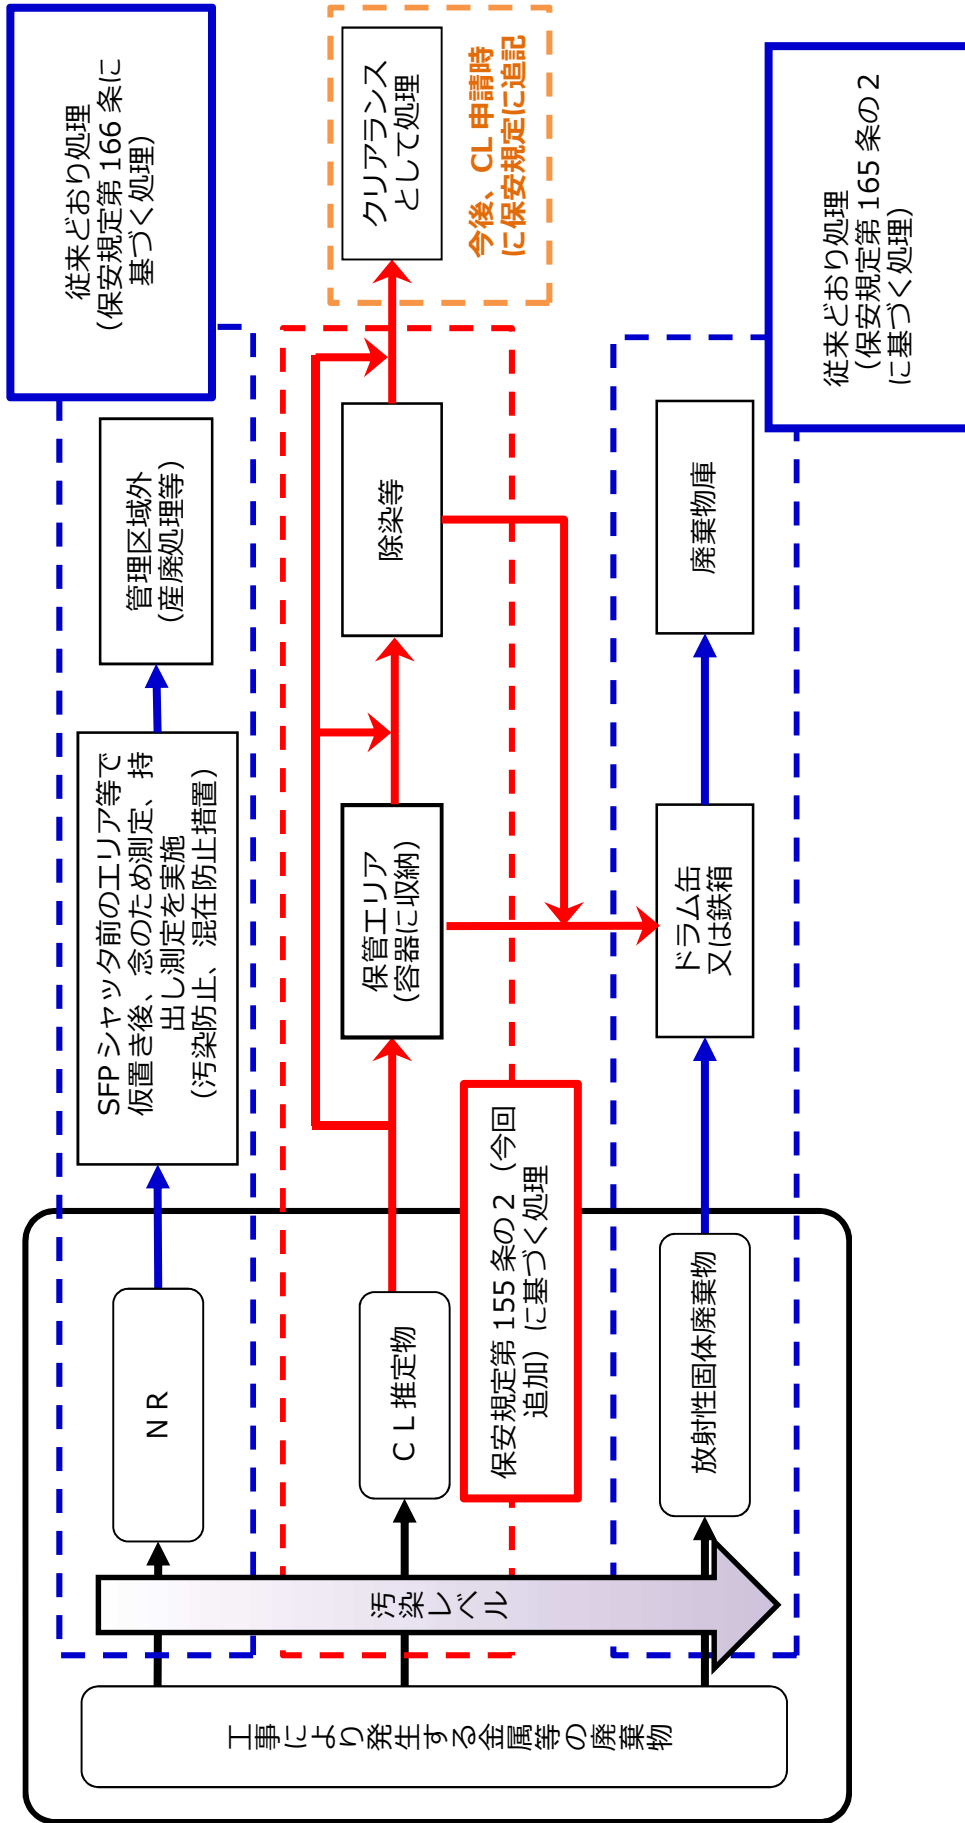 工事により発生する金属等の廃棄物
汚染レベル
ＮＲ
SFP シャッタ前のエリア等で
仮置き後、念のため測定、持
出し測定を実施
（汚染防止、混在防止措置）
管理区域外
(産廃処理等)
従来どおり処理
（保安規定第 166 条に
基づく処理）
ＣＬ推定物
保安規定第 155 条の２（今回
追加）に基づく処理
保管エリア
(容器に収納)
除染等
クリアランス
として処理
今後、CL 申請時
に保安規定に追記
放射性固体廃棄物
ドラム缶
又は鉄箱
廃棄物庫
従来どおり処理
（保安規定第 165 条の２
に基づく処理）